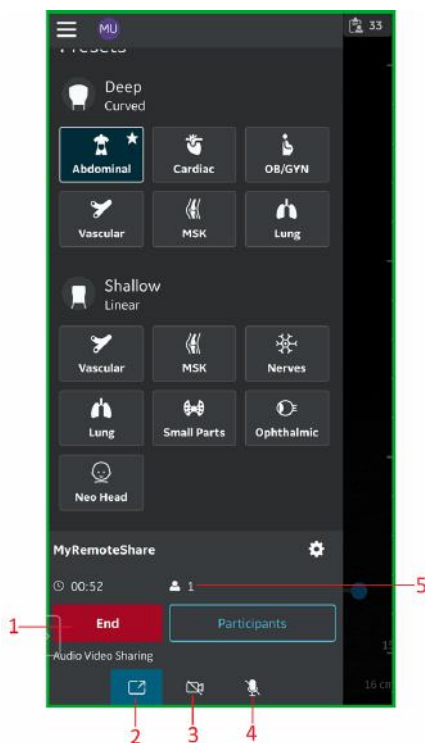 MU
33
Presets
Deep
Curved
Abdominal
Cardiac
OB/GYN
Vascular
MSK
Lung
Shallow
Linear
Vascular
MSK
Nerves
Lung
Small Parts
Ophthalmic
Neo Head
MyRemoteShare
00:52
1
5
1
End
Participants
Audio Video Sharing
15
16 cm
2
3
4